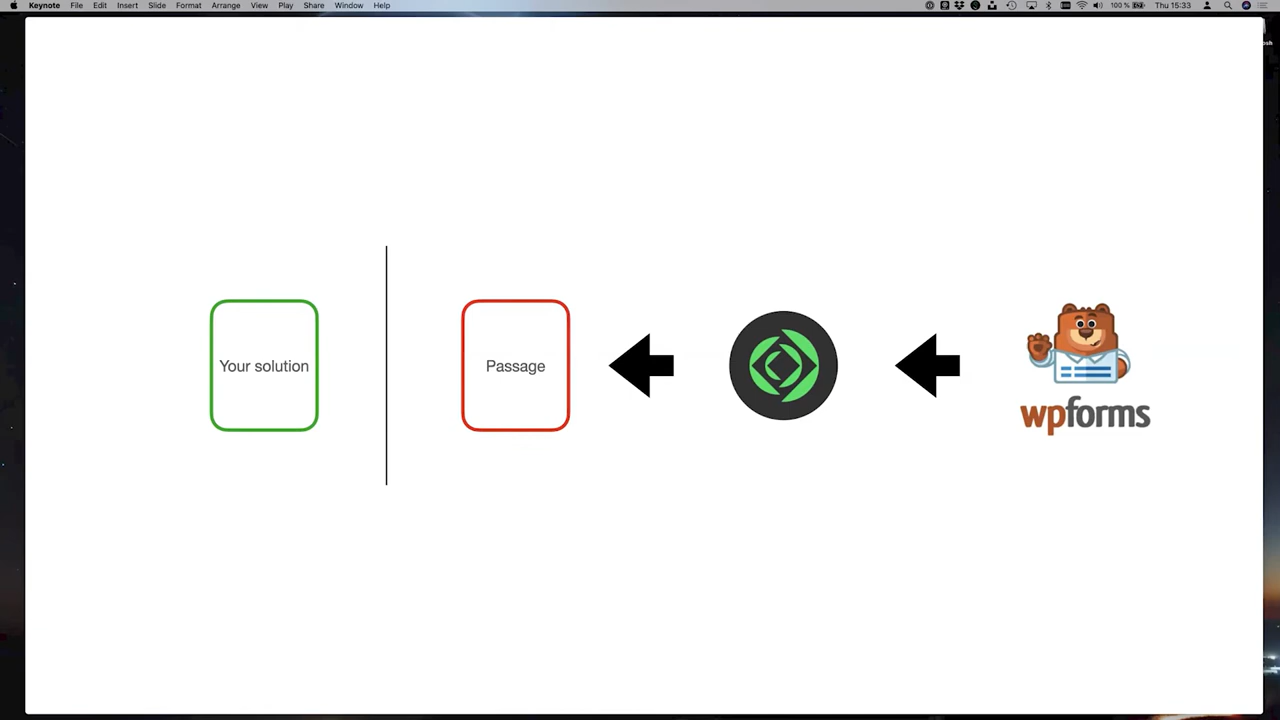 Keynote File Edit Insert Slide Format Arrange View Play Share Window Help
100 % Thu 15:33
Your solution
Passage
wpforms